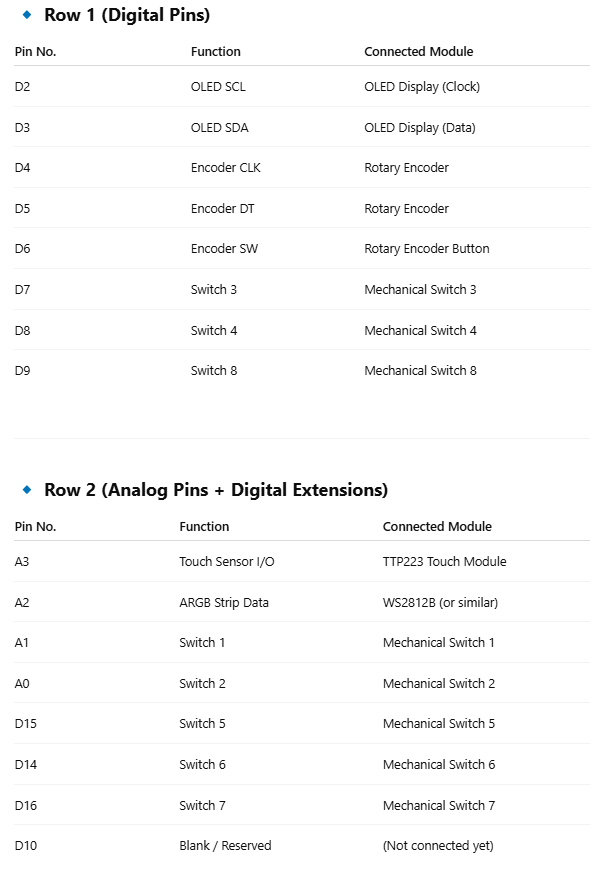 Row 1 (Digital Pins)
Pin No. Function Connected Module
D2 OLED SCL OLED Display (Clock)
D3 OLED SDA OLED Display (Data)
D4 Encoder CLK Rotary Encoder
D5 Encoder DT Rotary Encoder
D6 Encoder SW Rotary Encoder Button
D7 Switch 3 Mechanical Switch 3
D8 Switch 4 Mechanical Switch 4
D9 Switch 8 Mechanical Switch 8
Row 2 (Analog Pins + Digital Extensions)
Pin No. Function Connected Module
A3 Touch Sensor I/O TTP223 Touch Module
A2 ARGB Strip Data WS2812B (or similar)
A1 Switch 1 Mechanical Switch 1
A0 Switch 2 Mechanical Switch 2
D15 Switch 5 Mechanical Switch 5
D14 Switch 6 Mechanical Switch 6
D16 Switch 7 Mechanical Switch 7
D10 Blank / Reserved (Not connected yet)